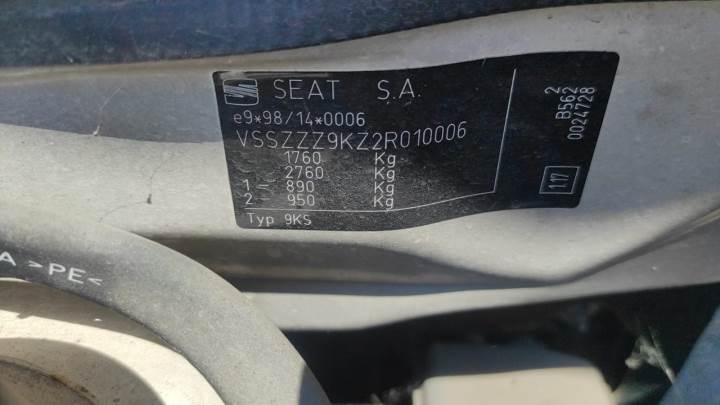 SEAT S.A.
e9*98/14*0006
VSSZZZ9KZ2R010006
1760 Kg
2760 Kg
1 – 890 Kg
2 – 950 Kg
Typ 9KS
B562 2
0024728
1.17
A >PE<